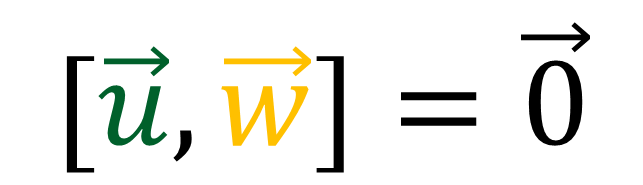 [u⃗, w⃗] = 0⃗